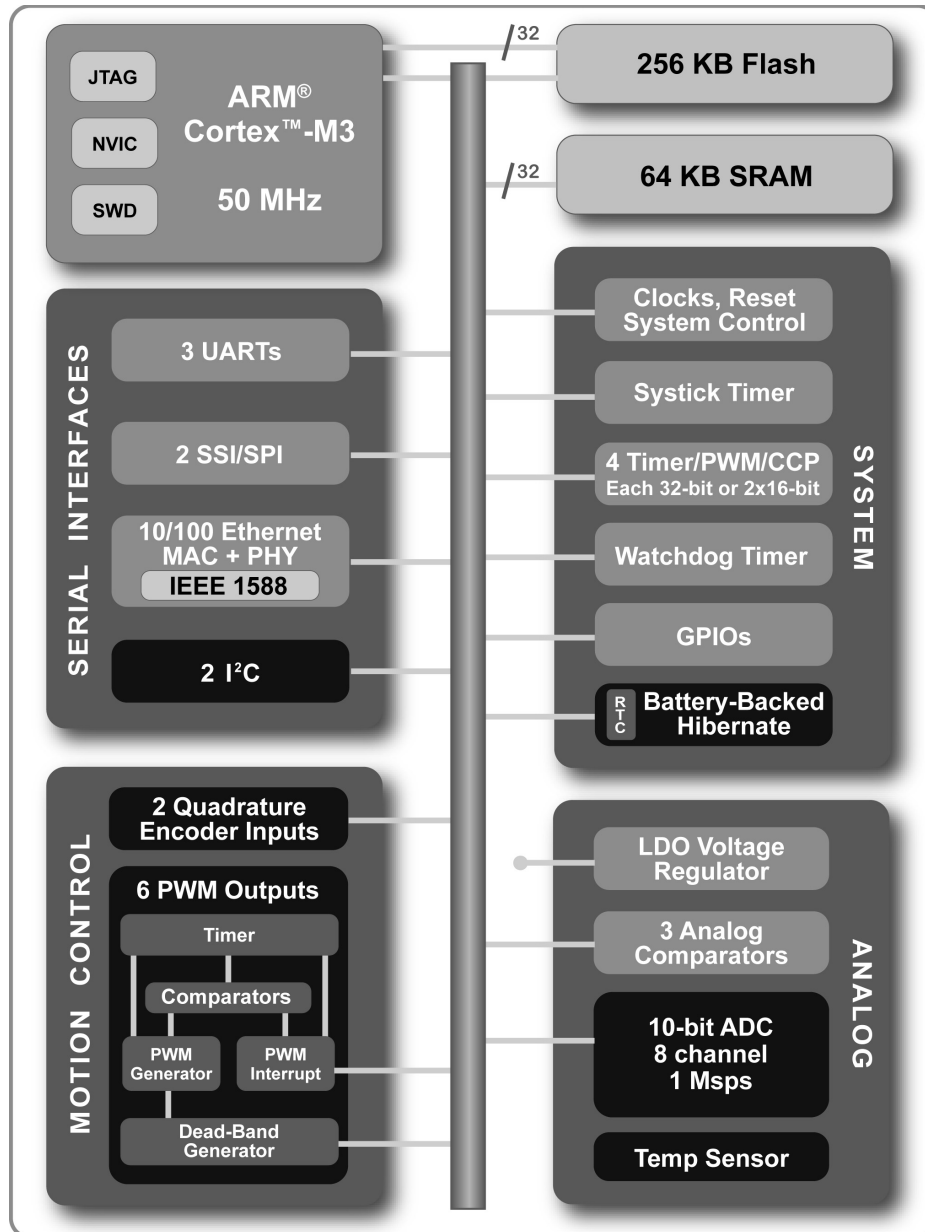 JTAG
NVIC
SWD
ARM®
Cortex™-M3
50 MHz
32
256 KB Flash
32
64 KB SRAM
SERIAL INTERFACES
3 UARTs
2 SSI/SPI
10/100 Ethernet
MAC + PHY
IEEE 1588
2 I²C
SYSTEM
Clocks, Reset
System Control
Systick Timer
4 Timer/PWM/CCP
Each 32-bit or 2x16-bit
Watchdog Timer
GPIOs
RTC
Battery-Backed
Hibernate
MOTION CONTROL
2 Quadrature
Encoder Inputs
6 PWM Outputs
Timer
Comparators
PWM
Generator
PWM
Interrupt
Dead-Band
Generator
ANALOG
LDO Voltage
Regulator
3 Analog
Comparators
10-bit ADC
8 channel
1 Msps
Temp Sensor